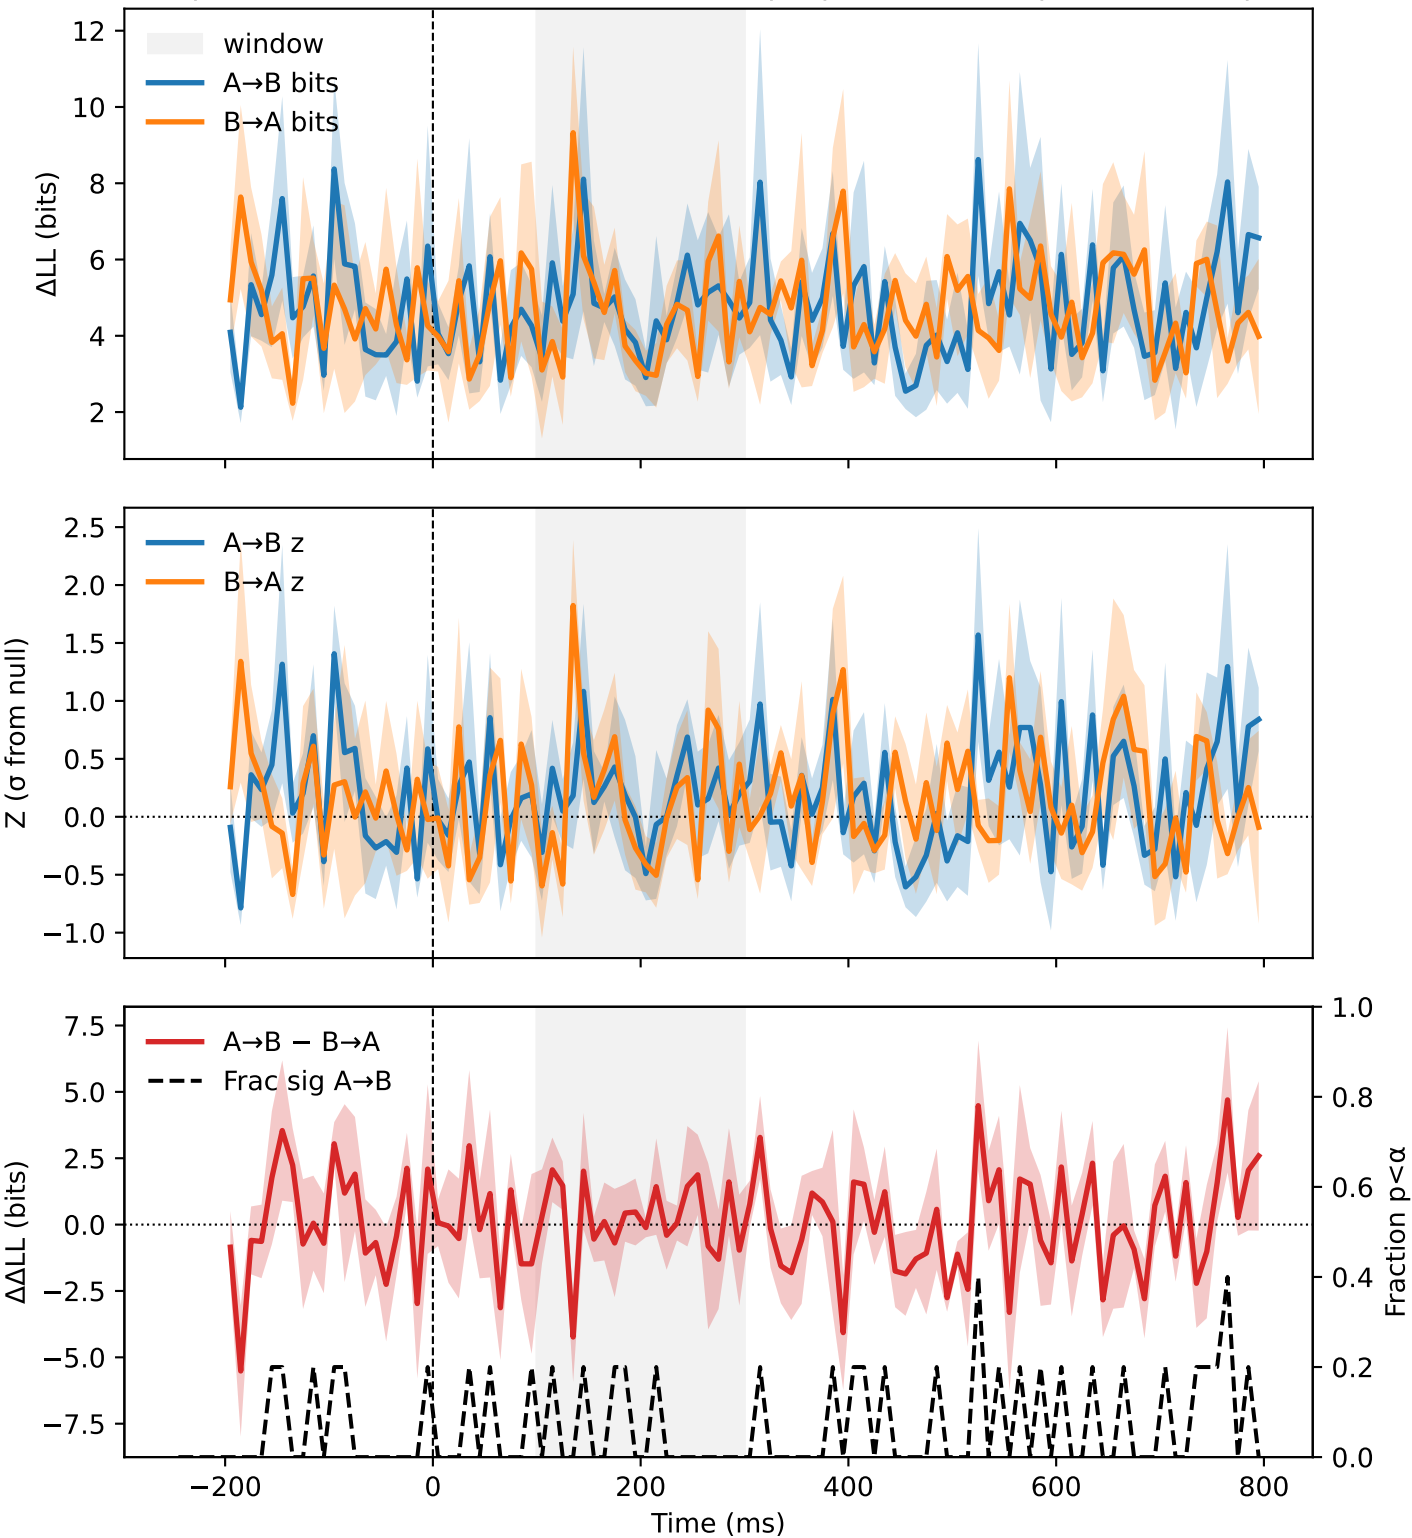 12
10
8
6
4
2
ΔLL (bits)
window
A→B bits
B→A bits
2.5
2.0
1.5
1.0
0.5
0.0
−0.5
−1.0
Z (σ from null)
A→B z
B→A z
7.5
5.0
2.5
0.0
−2.5
−5.0
−7.5
ΔΔLL (bits)
A→B − B→A
Frac sig A→B
1.0
0.8
0.6
0.4
0.2
0.0
Fraction p<α
−200
0
200
400
600
800
Time (ms)